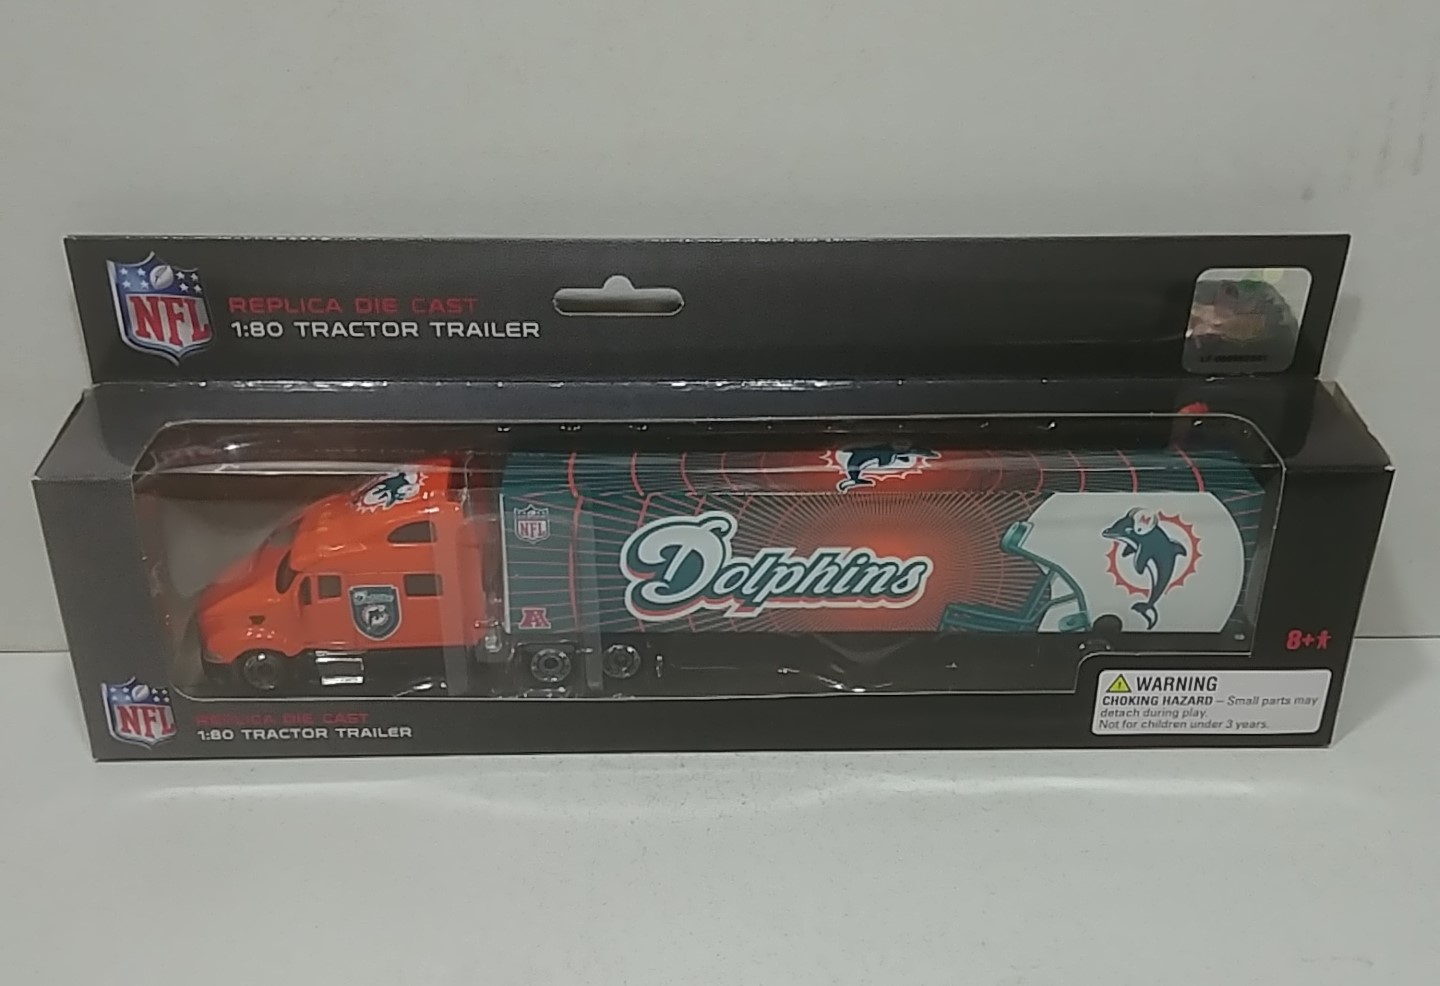 NFL
REPLICA DIE CAST
1:80 TRACTOR TRAILER
NFL
Dolphins
M
A
8+
NFL
REPLICA DIE CAST
1:80 TRACTOR TRAILER
WARNING
CHOKING HAZARD – Small parts may
detach during play.
Not for children under 3 years.